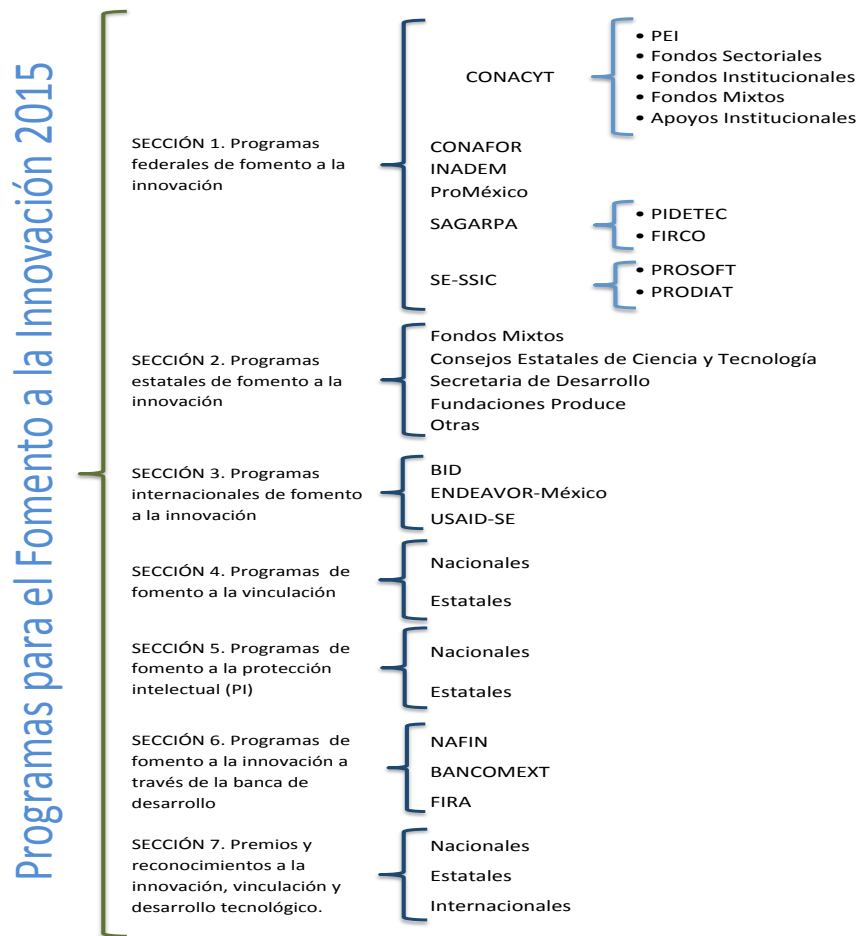 Programas para el Fomento a la Innovación 2015
SECCIÓN 1. Programas
federales de fomento a la
innovación
CONACYT
• PEI
• Fondos Sectoriales
• Fondos Institucionales
• Fondos Mixtos
• Apoyos Institucionales
CONAFOR
INADEM
ProMéxico
SAGARPA
• PIDETEC
• FIRCO
SE-SSIC
• PROSOFT
• PRODIAT
SECCIÓN 2. Programas
estatales de fomento a la
innovación
Fondos Mixtos
Consejos Estatales de Ciencia y Tecnología
Secretaria de Desarrollo
Fundaciones Produce
Otras
SECCIÓN 3. Programas
internacionales de fomento
a la innovación
BID
ENDEAVOR-México
USAID-SE
SECCIÓN 4. Programas de
fomento a la vinculación
Nacionales
Estatales
SECCIÓN 5. Programas de
fomento a la protección
intelectual (PI)
Nacionales
Estatales
SECCIÓN 6. Programas de
fomento a la innovación a
través de la banca de
desarrollo
NAFIN
BANCOMEXT
FIRA
SECCIÓN 7. Premios y
reconocimientos a la
innovación, vinculación y
desarrollo tecnológico.
Nacionales
Estatales
Internacionales